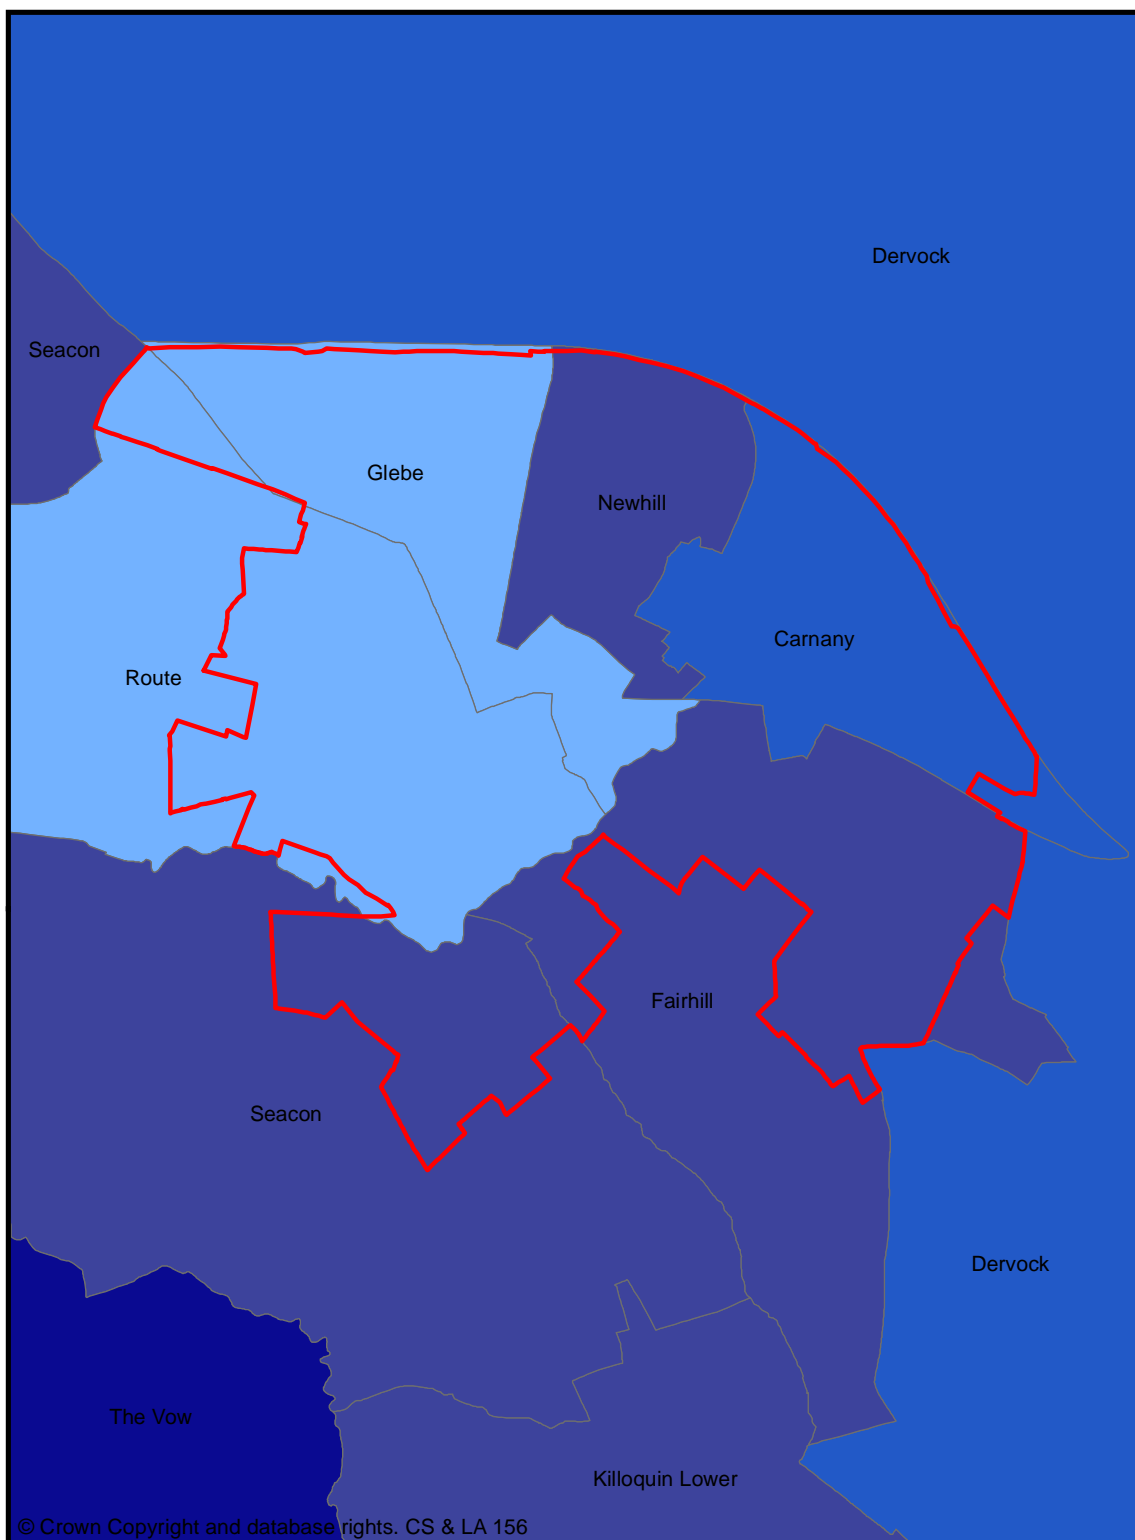 Dervock
Seacon
Glebe
Newhill
Carnany
Route
Fairhill
Seacon
Dervock
The Vow
Killoquin Lower
© Crown Copyright and database rights. CS & LA 156